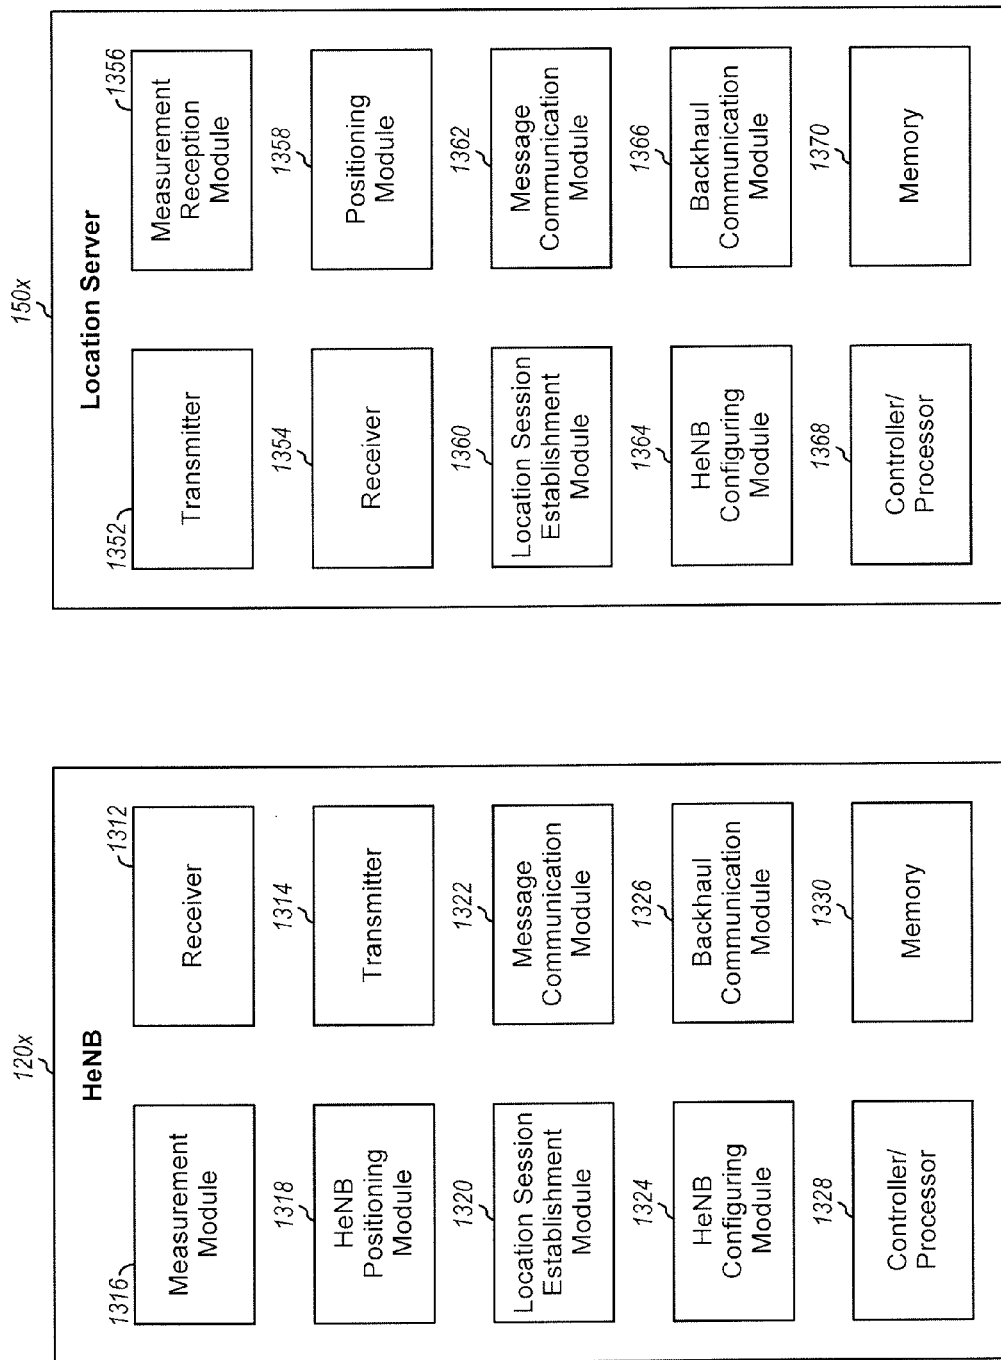 120x
HeNB
1316
Measurement
Module
1312
Receiver
1318
HeNB
Positioning
Module
1314
Transmitter
1320
Location Session
Establishment
Module
1322
Message
Communication
Module
1324
HeNB
Configuring
Module
1326
Backhaul
Communication
Module
1328
Controller/
Processor
1330
Memory
150x
Location Server
1352
Transmitter
1356
Measurement
Reception
Module
1354
Receiver
1358
Positioning
Module
1360
Location Session
Establishment
Module
1362
Message
Communication
Module
1364
HeNB
Configuring
Module
1366
Backhaul
Communication
Module
1368
Controller/
Processor
1370
Memory